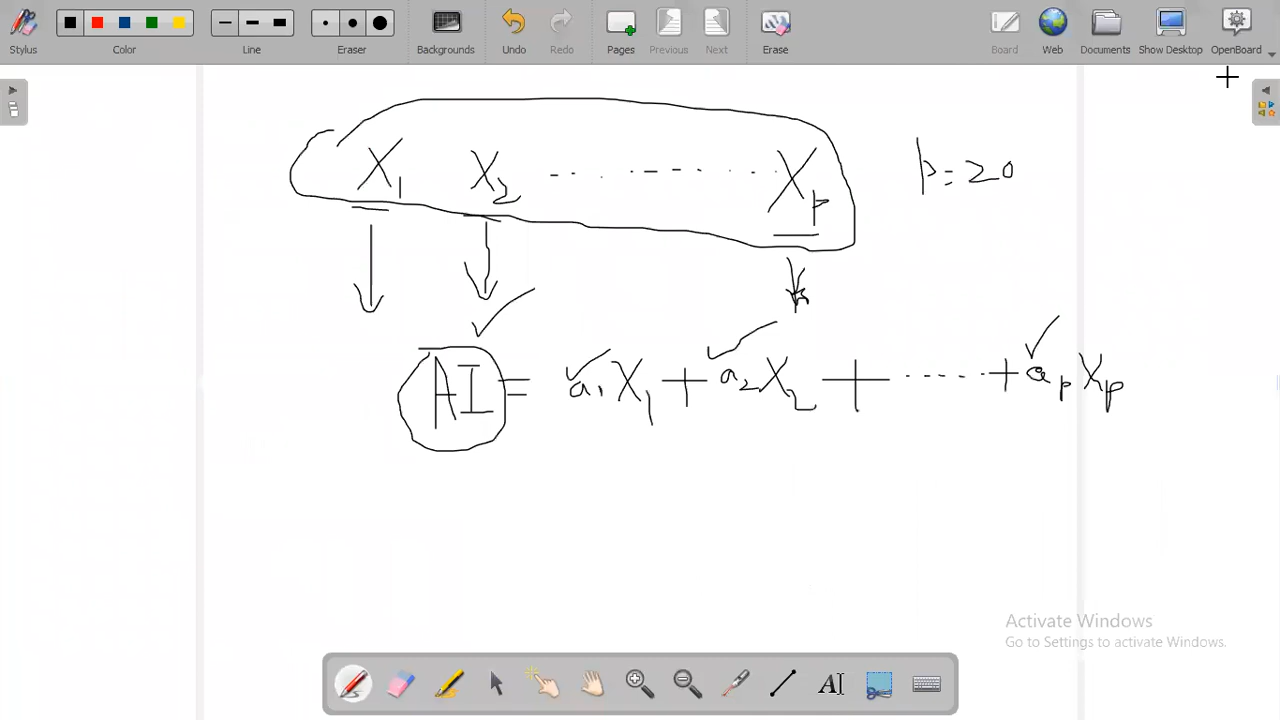 Stylus Color Line Eraser Backgrounds Undo Redo Pages Previous Next Erase Board Web Documents Show Desktop OpenBoard
X₁ X₂ ---------- Xₚ p = 20
AI = a₁X₁ + a₂X₂ + ------ + aₚXₚ
Activate Windows
Go to Settings to activate Windows.